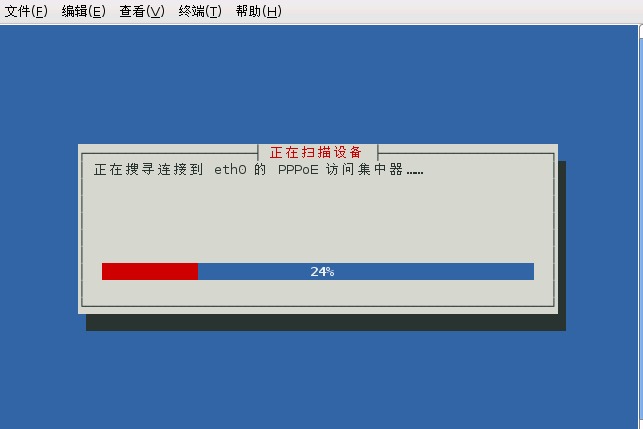 文件(F) 编辑(E) 查看(V) 终端(T) 帮助(H)
正在扫描设备
正在搜寻连接到 eth0 的 PPPoE 访问集中器……
24%